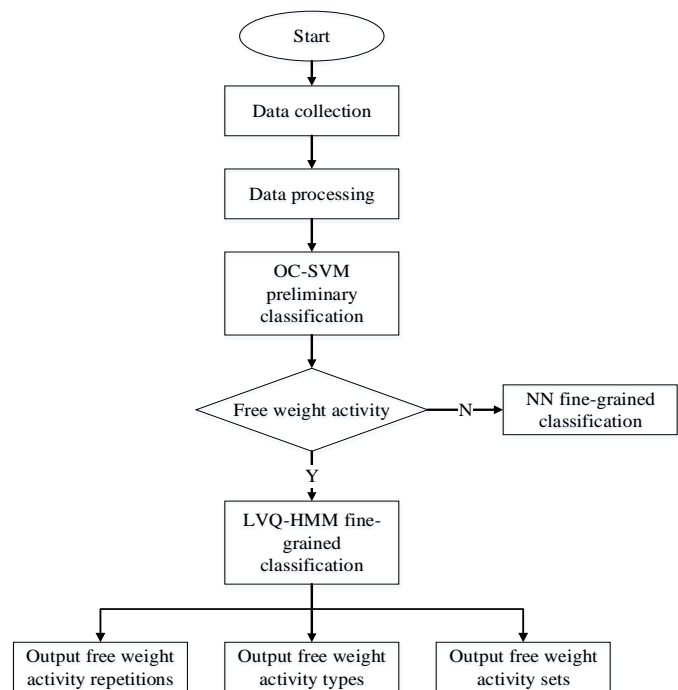 Start
Data collection
Data processing
OC-SVM
preliminary
classification
Free weight activity
N
NN fine-grained
classification
Y
LVQ-HMM fine-
grained
classification
Output free weight
activity repetitions
Output free weight
activity types
Output free weight
activity sets